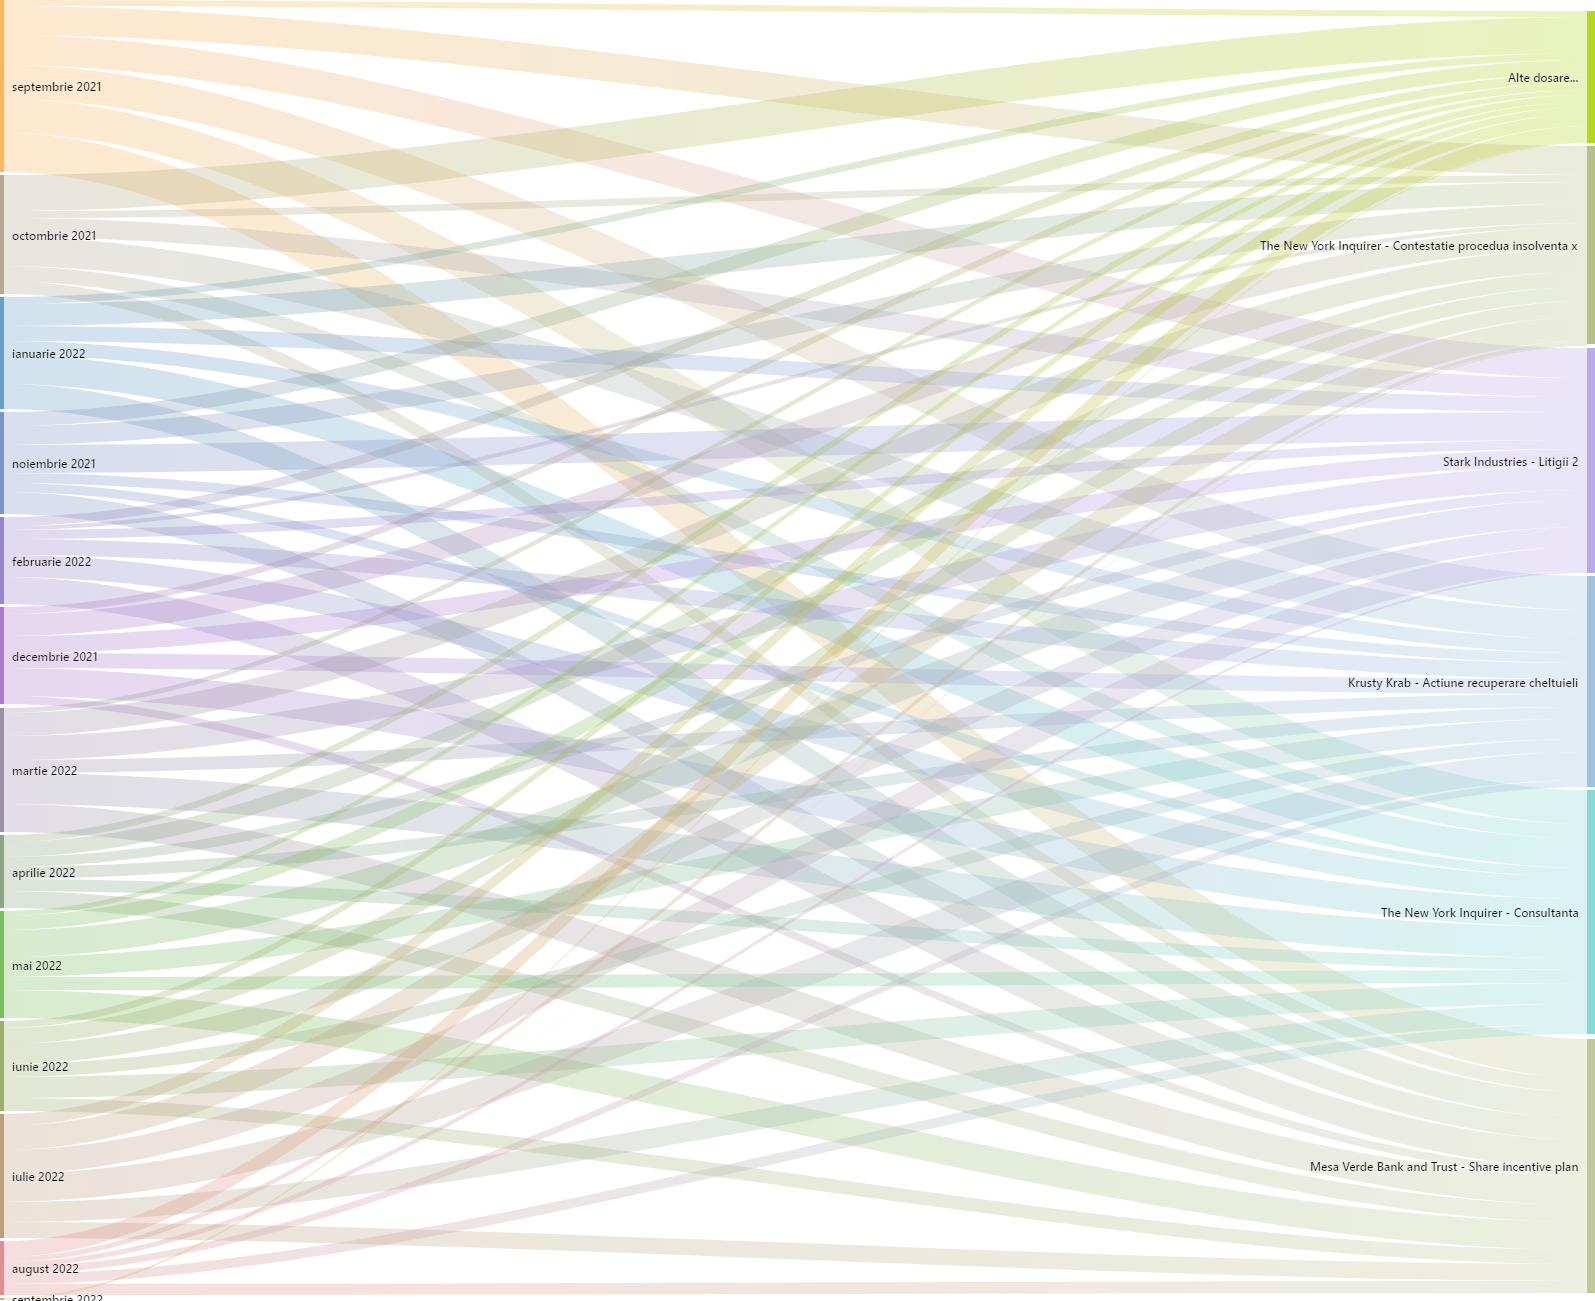 septembrie 2021
octombrie 2021
ianuarie 2022
noiembrie 2021
februarie 2022
decembrie 2021
martie 2022
aprilie 2022
mai 2022
iunie 2022
iulie 2022
august 2022
septembrie 2022
Alte dosare...
The New York Inquirer - Contestatie procedua insolventa x
Stark Industries - Litigii 2
Krusty Krab - Actiune recuperare cheltuieli
The New York Inquirer - Consultanta
Mesa Verde Bank and Trust - Share incentive plan